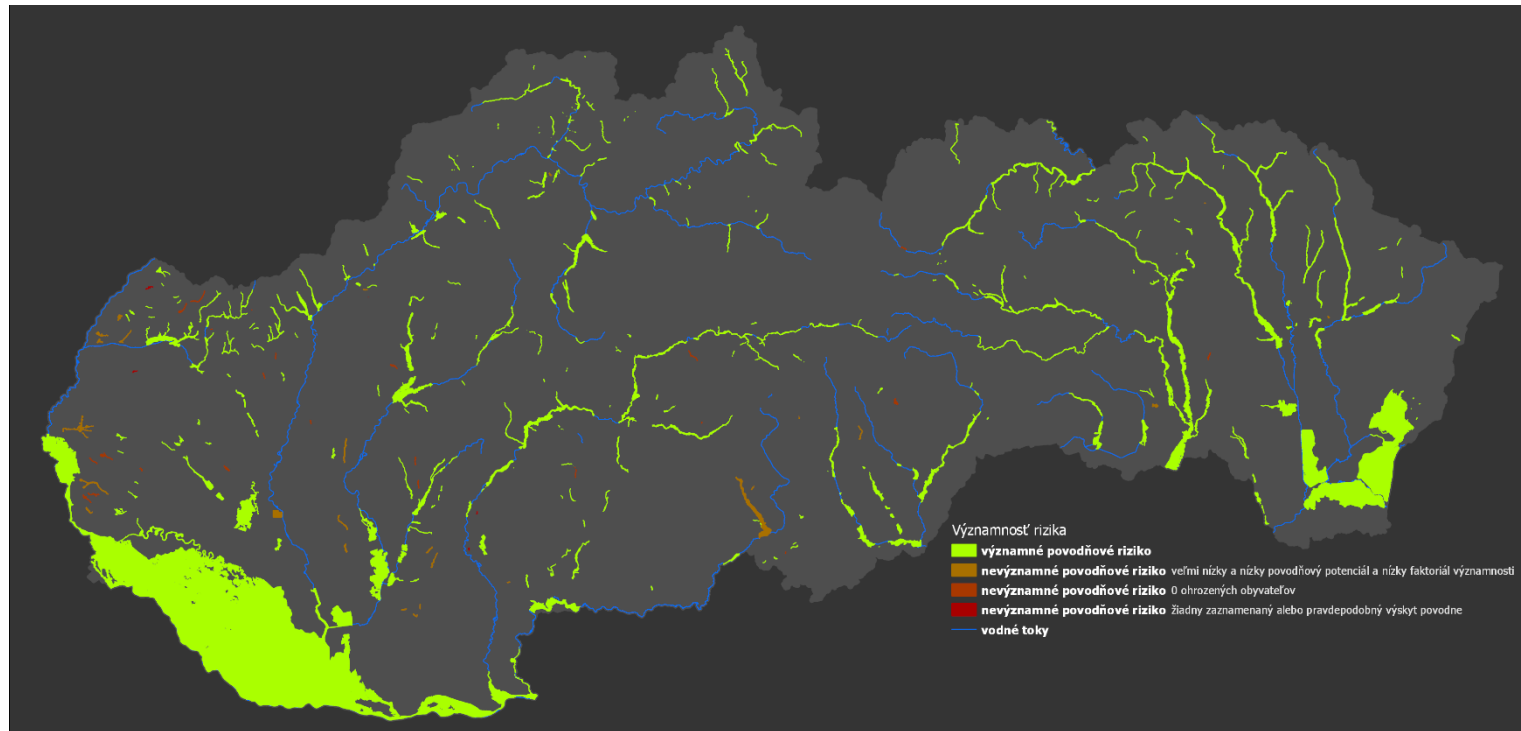 Významnosť rizika
významné povodňové riziko
nevýznamné povodňové riziko veľmi nízky a nízky povodňový potenciál a nízky faktoriál významnosti
nevýznamné povodňové riziko 0 ohrozených obyvateľov
nevýznamné povodňové riziko žiadny zaznamenaný alebo pravdepodobný výskyt povodne
vodné toky